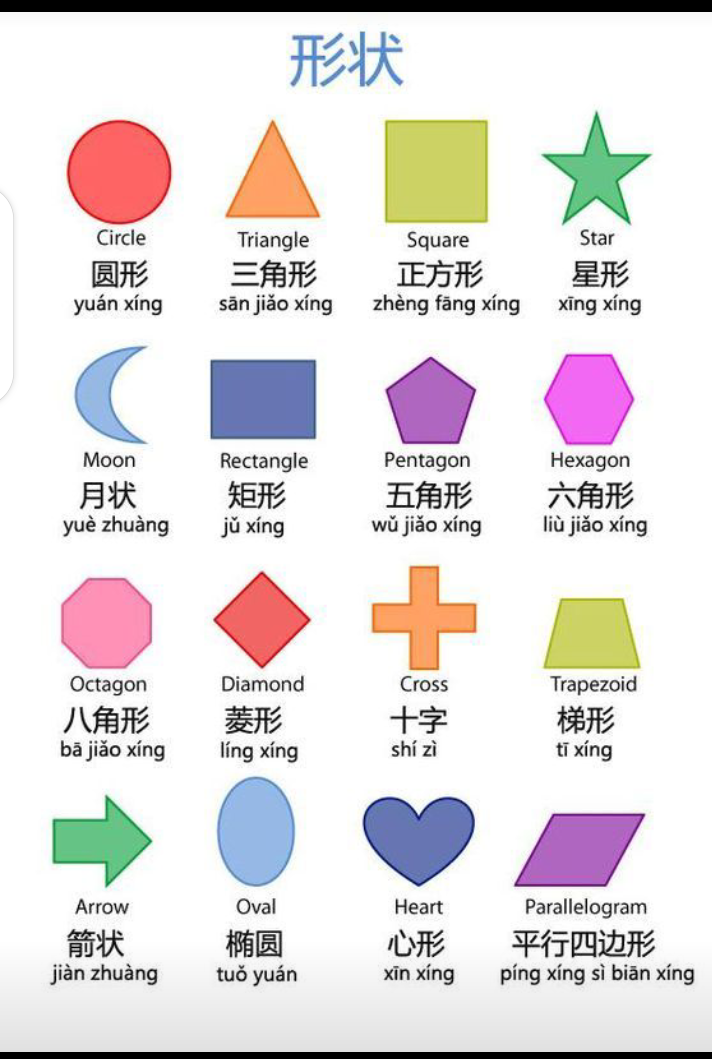 形状
Circle
圆形
yuán xíng
Triangle
三角形
sān jiǎo xíng
Square
正方形
zhèng fāng xíng
Star
星形
xīng xíng
Moon
月状
yuè zhuàng
Rectangle
矩形
jǔ xíng
Pentagon
五角形
wǔ jiǎo xíng
Hexagon
六角形
liù jiǎo xíng
Octagon
八角形
bā jiǎo xíng
Diamond
菱形
líng xíng
Cross
十字
shí zì
Trapezoid
梯形
tī xíng
Arrow
箭状
jiàn zhuàng
Oval
椭圆
tuǒ yuán
Heart
心形
xīn xíng
Parallelogram
平行四边形
píng xíng sì biān xíng